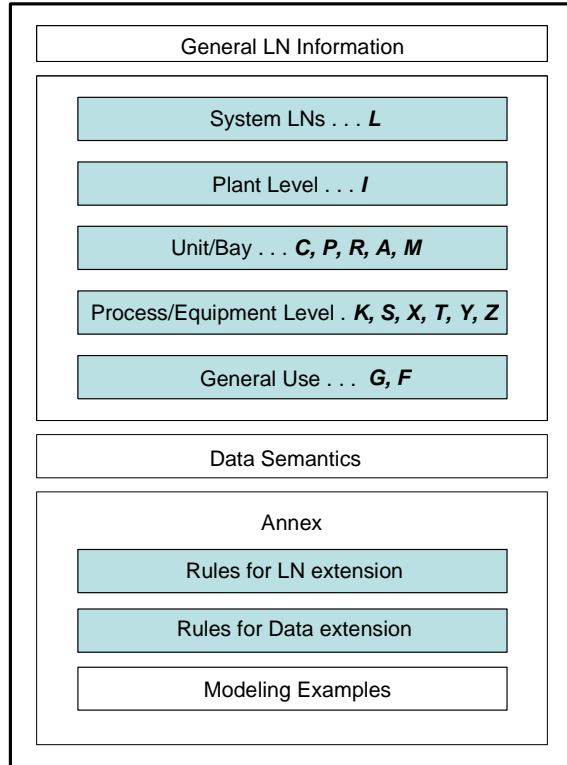 General LN Information
System LNs . . . L
Plant Level . . . I
Unit/Bay . . . C, P, R, A, M
Process/Equipment Level . K, S, X, T, Y, Z
General Use . . . G, F
Data Semantics
Annex
Rules for LN extension
Rules for Data extension
Modeling Examples